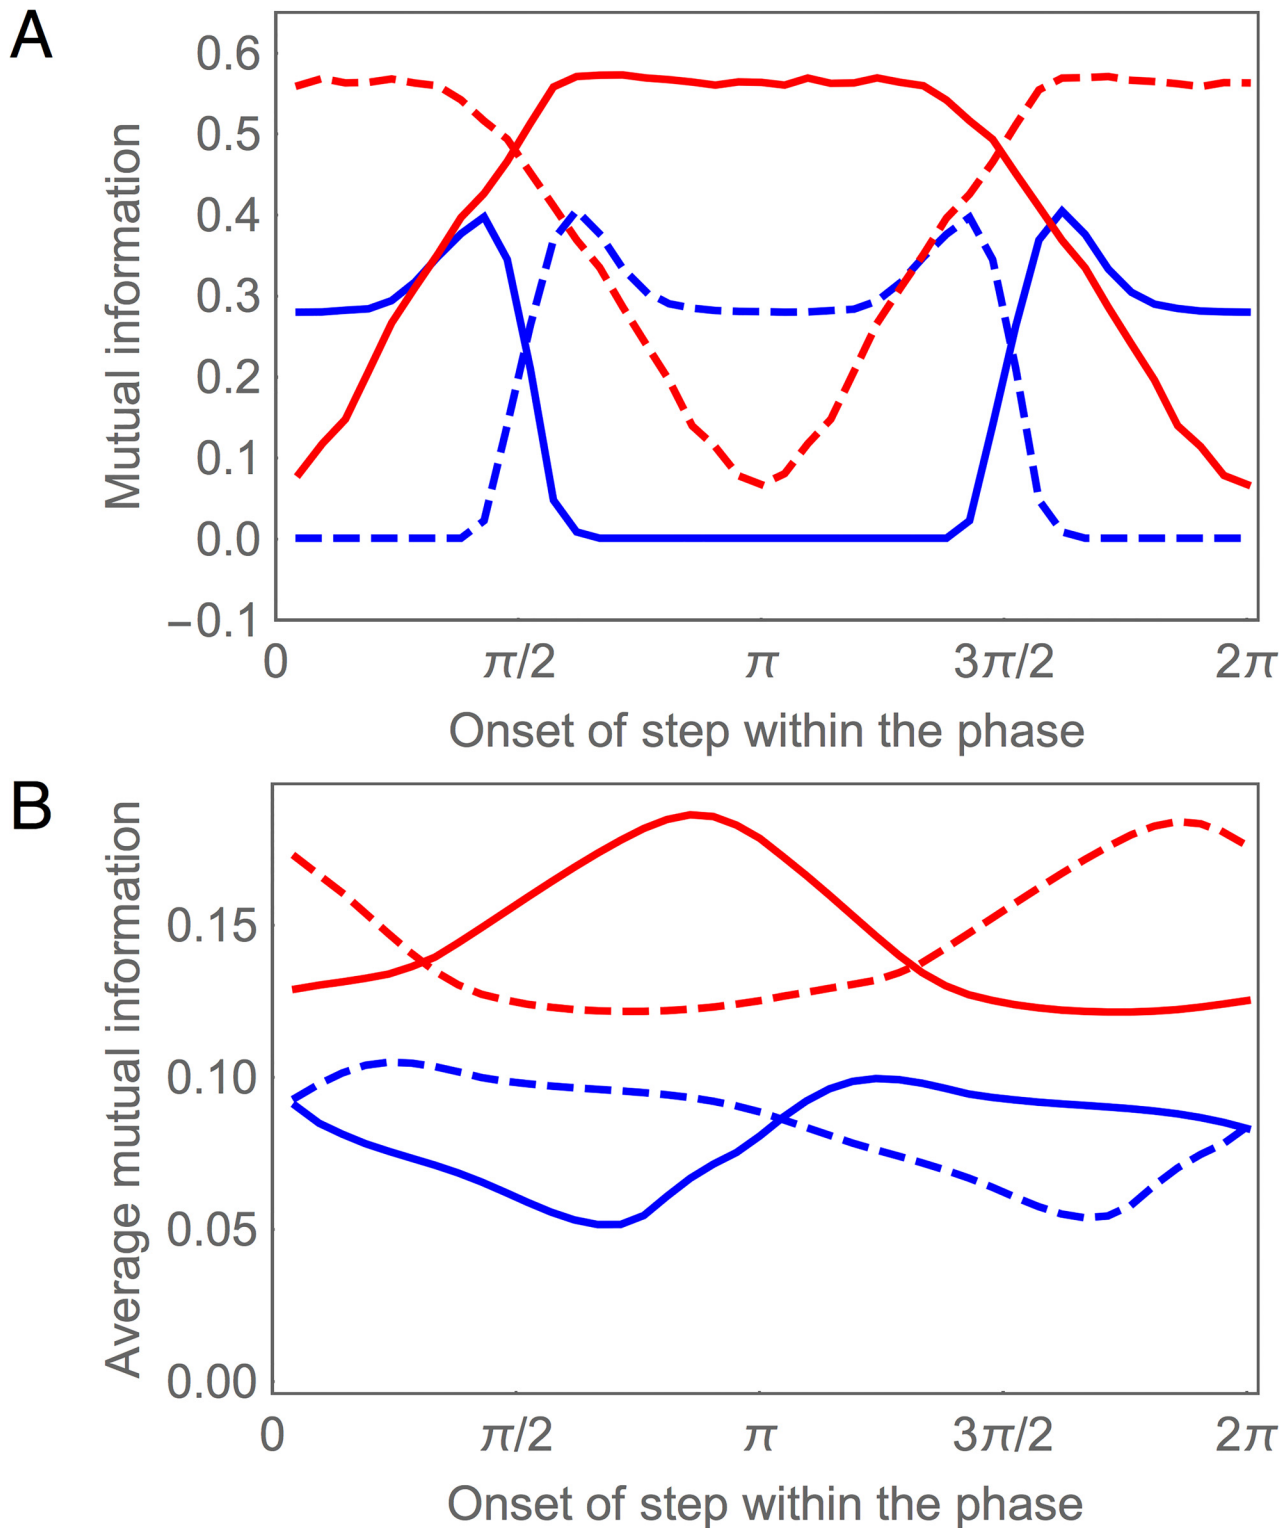 A
Mutual information
0.6
0.5
0.4
0.3
0.2
0.1
0.0
−0.1
0 π/2 π 3π/2 2π
Onset of step within the phase
B
Average mutual information
0.15
0.10
0.05
0.00
0 π/2 π 3π/2 2π
Onset of step within the phase